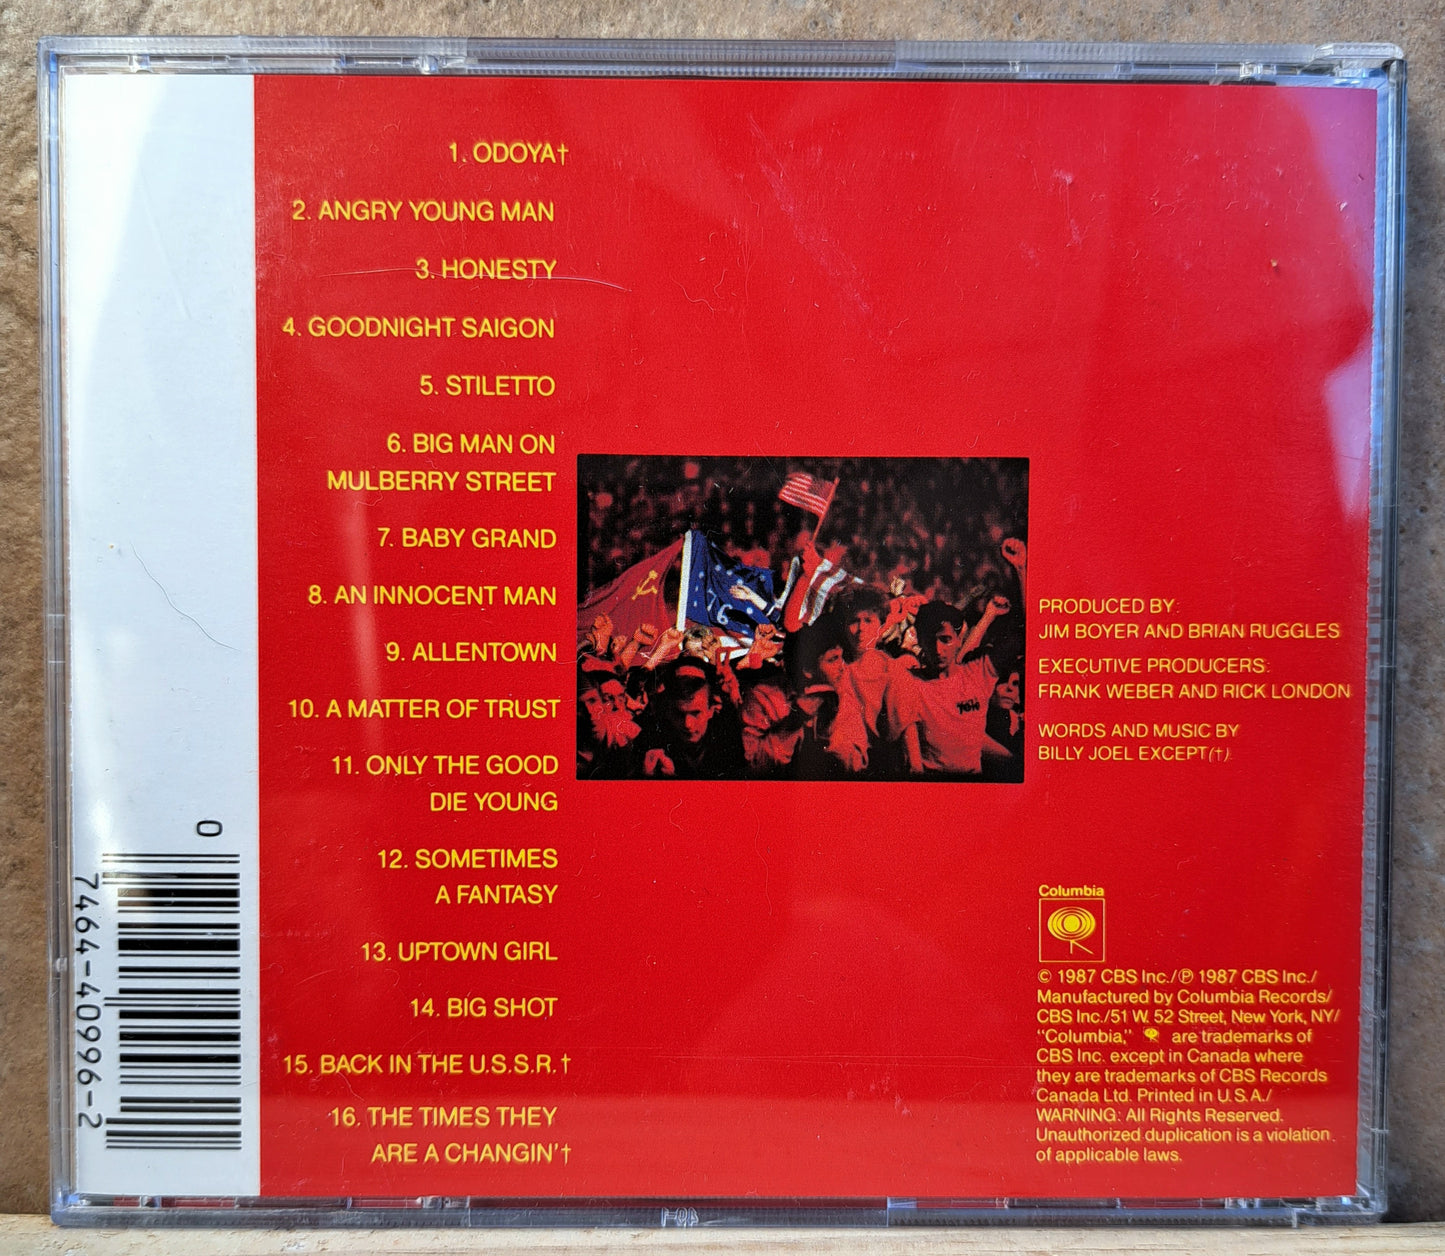 1. ODOYA†
2. ANGRY YOUNG MAN
3. HONESTY
4. GOODNIGHT SAIGON
5. STILETTO
6. BIG MAN ON
MULBERRY STREET
7. BABY GRAND
8. AN INNOCENT MAN
9. ALLENTOWN
10. A MATTER OF TRUST
11. ONLY THE GOOD
DIE YOUNG
12. SOMETIMES
A FANTASY
13. UPTOWN GIRL
14. BIG SHOT
15. BACK IN THE U.S.S.R.†
16. THE TIMES THEY
ARE A CHANGIN'†
76
PRODUCED BY:
JIM BOYER AND BRIAN RUGGLES
EXECUTIVE PRODUCERS:
FRANK WEBER AND RICK LONDON
WORDS AND MUSIC BY
BILLY JOEL EXCEPT(†).
Columbia
© 1987 CBS Inc./℗ 1987 CBS Inc./
Manufactured by Columbia Records/
CBS Inc./51 W. 52 Street, New York, NY/
"Columbia," are trademarks of
CBS Inc. except in Canada where
they are trademarks of CBS Records
Canada Ltd. Printed in U.S.A./
WARNING: All Rights Reserved.
Unauthorized duplication is a violation
of applicable laws.
0
7464-40996-2